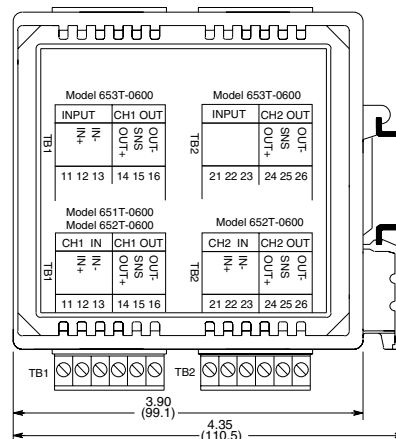 Model 653T-0600
Model 653T-0600
INPUT CH1 OUT
INPUT CH2 OUT
TB1
IN+ IN- OUT+ SNS OUT-
TB2
OUT+ SNS OUT-
11 12 13 14 15 16
21 22 23 24 25 26
Model 651T-0600
Model 652T-0600
Model 652T-0600
CH1 IN CH1 OUT
CH2 IN CH2 OUT
TB1
IN+ IN- OUT+ SNS OUT-
TB2
IN+ IN- OUT+ SNS OUT-
11 12 13 14 15 16
21 22 23 24 25 26
TB1
TB2
3.90
(99.1)
4.35
(110.5)